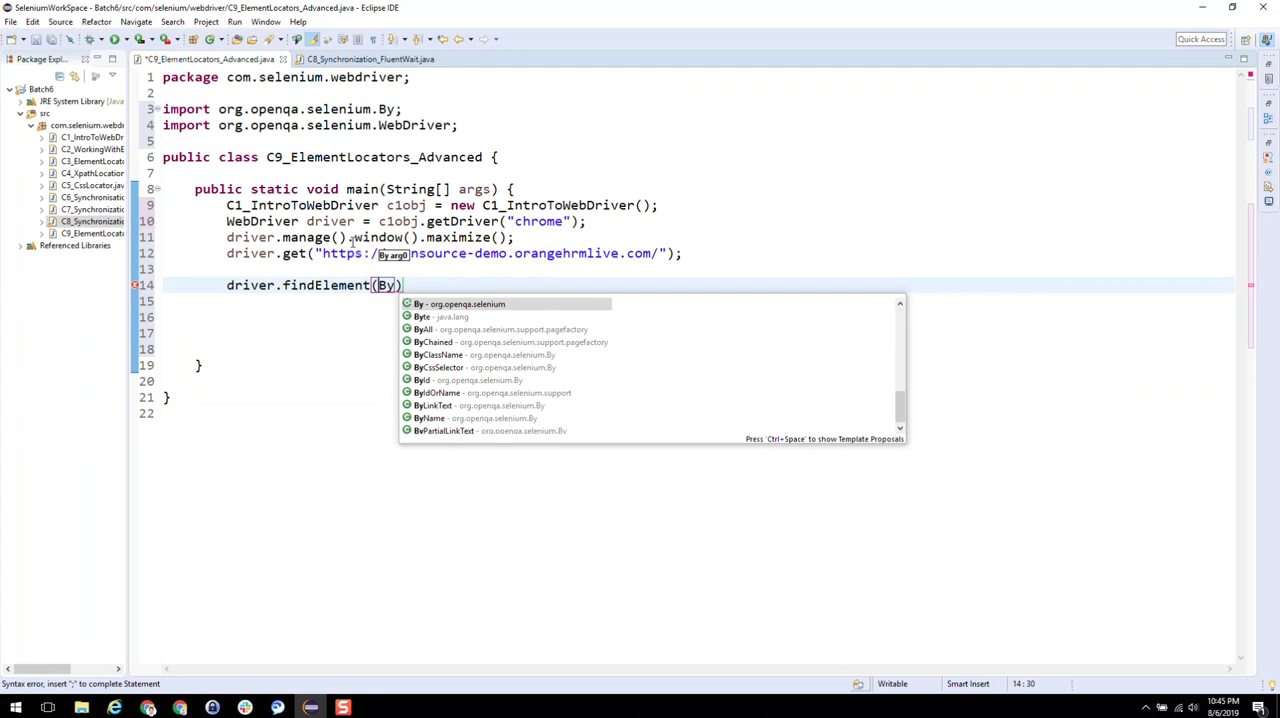 SeleniumWorkSpace - Batch6/src/com/selenium/webdriver/C9_ElementLocators_Advanced.java - Eclipse IDE
File Edit Source Refactor Navigate Search Project Run Window Help
Quick Access
Package Expl...
*C9_ElementLocators_Advanced.java
C8_Synchronization_FluentWait.java
Batch6
JRE System Library [Java
src
com.selenium.webdr
C1_IntroToWebDr
C2_WorkingWithE
C3_ElementLocato
C4_XpathLocation
C5_CssLocator.jav
C6_Synchronisatio
C7_Synchronizatio
C8_Synchronizatio
C9_ElementLocato
Referenced Libraries
1 package com.selenium.webdriver;
2
3 import org.openqa.selenium.By;
4 import org.openqa.selenium.WebDriver;
5
6 public class C9_ElementLocators_Advanced {
7
8 public static void main(String[] args) {
9 C1_IntroToWebDriver c1obj = new C1_IntroToWebDriver();
10 WebDriver driver = c1obj.getDriver("chrome");
11 driver.manage().window().maximize();
12 driver.get("https:/nsource-demo.orangehrmlive.com/");
By arg0
13
14 driver.findElement(By)
15
16
17
18
19 }
20
21 }
22
By - org.openqa.selenium
Byte - java.lang
ByAll - org.openqa.selenium.support.pagefactory
ByChained - org.openqa.selenium.support.pagefactory
ByClassName - org.openqa.selenium.By
ByCssSelector - org.openqa.selenium.By
ById - org.openqa.selenium.By
ByIdOrName - org.openqa.selenium.support
ByLinkText - org.openqa.selenium.By
ByName - org.openqa.selenium.By
ByPartialLinkText - org.openqa.selenium.By
Press 'Ctrl+Space' to show Template Proposals
Syntax error, insert ";" to complete Statement
Writable
Smart Insert
14 : 30
10:45 PM
8/6/2019